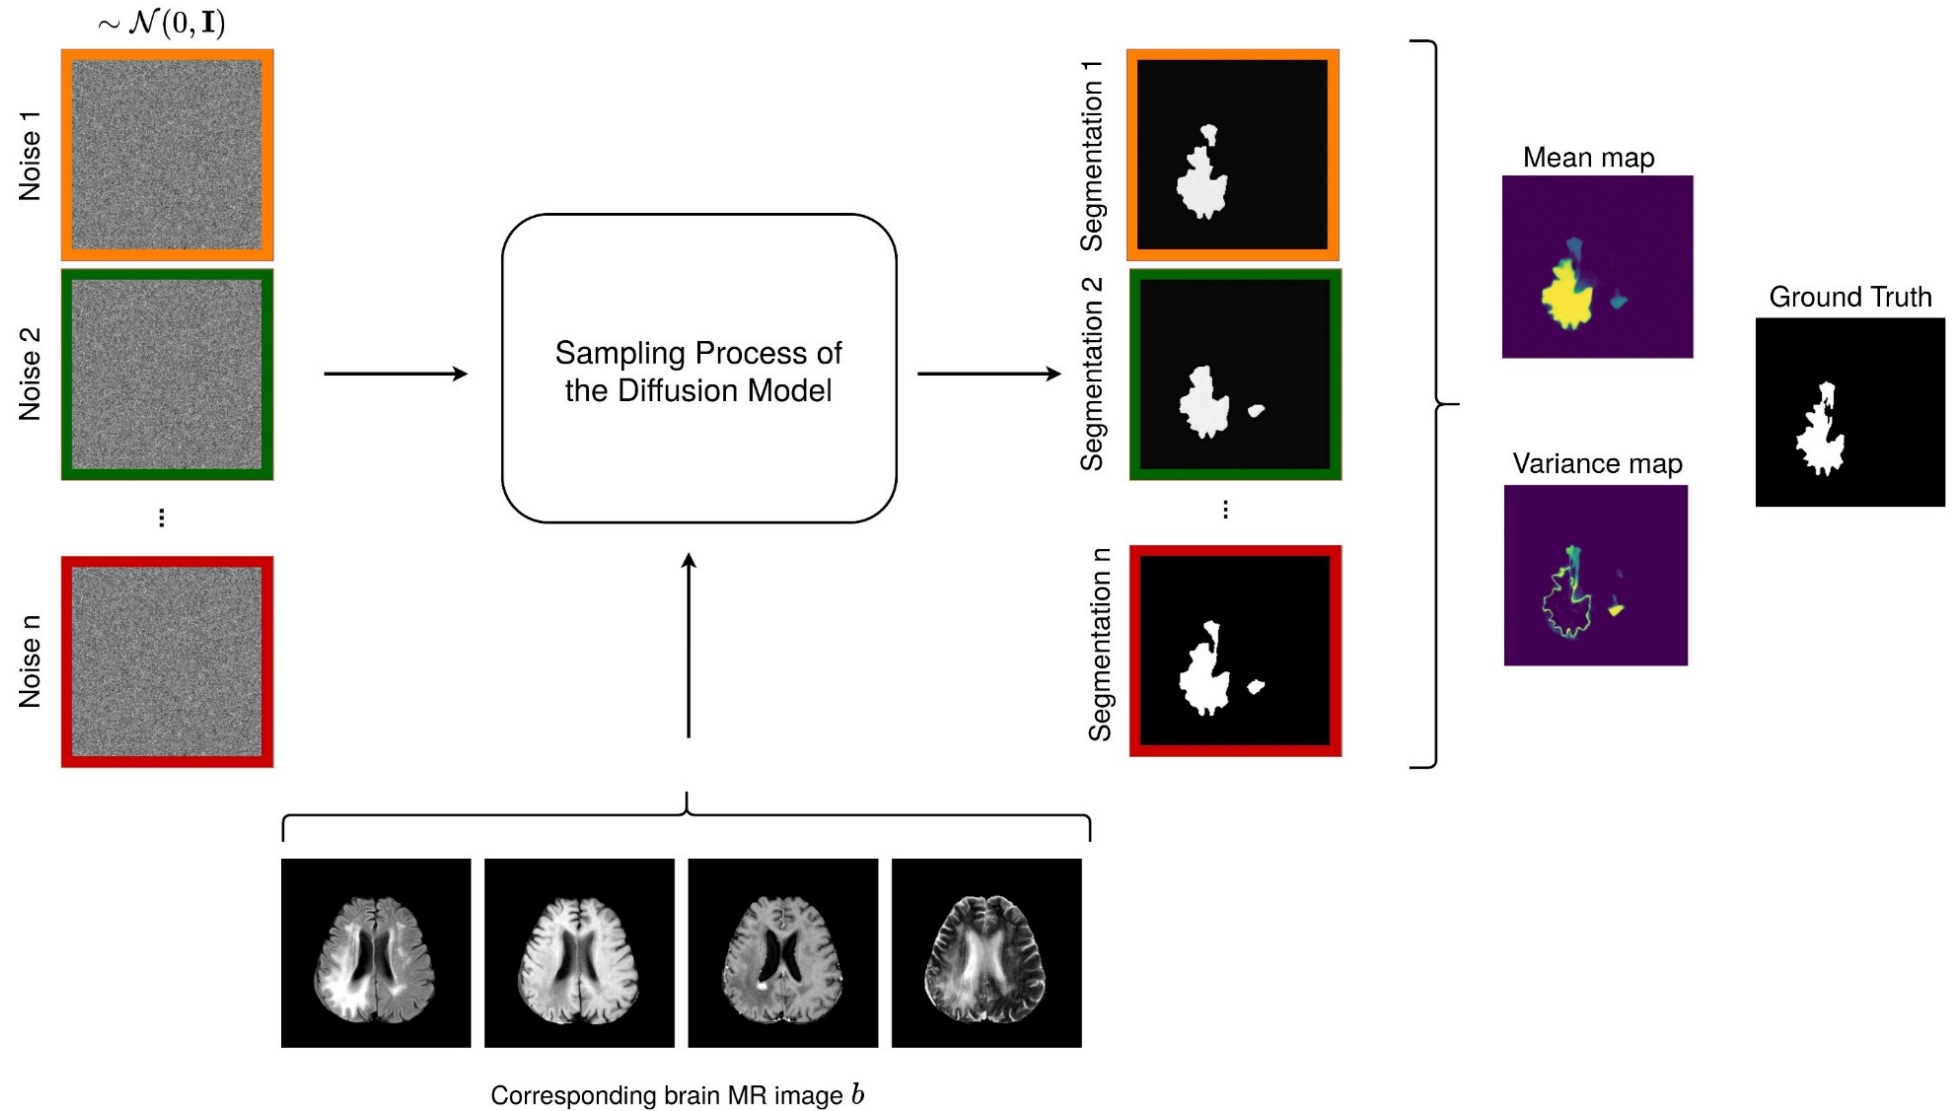 ∼ 𝒩(0, I)
Noise 1
Noise 2
⋮
Noise n
Sampling Process of
the Diffusion Model
Segmentation 1
Segmentation 2
⋮
Segmentation n
Mean map
Variance map
Ground Truth
Corresponding brain MR image b